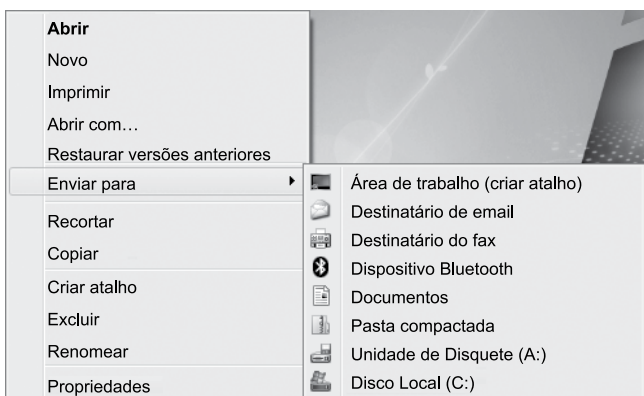 Abrir
Novo
Imprimir
Abrir com...
Restaurar versões anteriores
Enviar para
Recortar
Copiar
Criar atalho
Excluir
Renomear
Propriedades
Área de trabalho (criar atalho)
Destinatário de email
Destinatário do fax
Dispositivo Bluetooth
Documentos
Pasta compactada
Unidade de Disquete (A:)
Disco Local (C:)